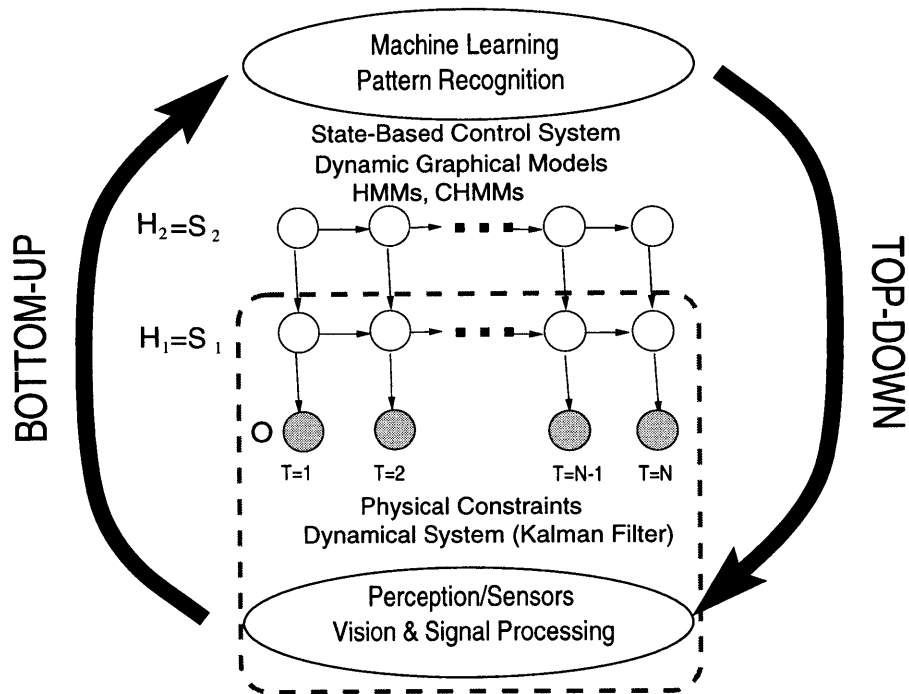 Machine Learning
Pattern Recognition
State-Based Control System
Dynamic Graphical Models
HMMs, CHMMs
H₂=S₂
BOTTOM-UP
TOP-DOWN
H₁=S₁
O
T=1 T=2 T=N-1 T=N
Physical Constraints
Dynamical System (Kalman Filter)
Perception/Sensors
Vision & Signal Processing